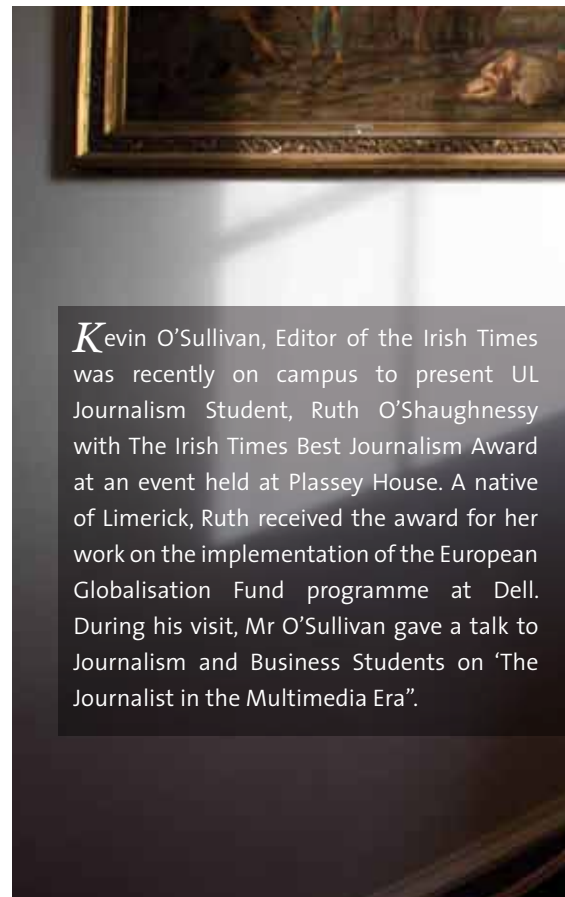 Kevin O’Sullivan, Editor of the Irish Times
was recently on campus to present UL
Journalism Student, Ruth O’Shaughnessy
with The Irish Times Best Journalism Award
at an event held at Plassey House. A native
of Limerick, Ruth received the award for her
work on the implementation of the European
Globalisation Fund programme at Dell.
During his visit, Mr O’Sullivan gave a talk to
Journalism and Business Students on ‘The
Journalist in the Multimedia Era”.